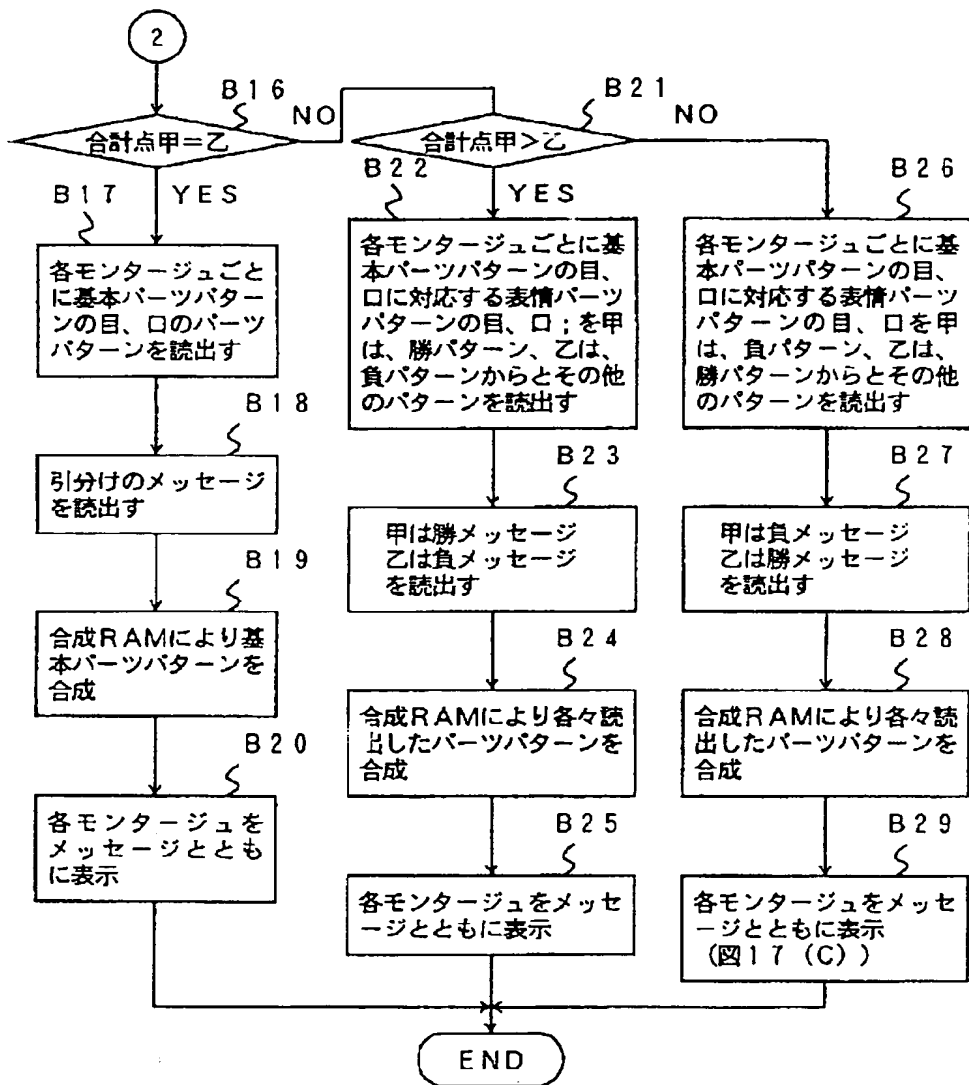 2
B16
合計点甲＝乙
NO
YES
B17
各モンタージュごと
に基本パーツパター
ンの目、口のパーツ
パターンを読出す
B18
引分けのメッセージ
を読出す
B19
合成RAMにより基
本パーツパターンを
合成
B20
各モンタージュを
メッセージととも
に表示
B21
合計点甲＞乙
NO
YES
B22
各モンタージュごとに基
本パーツパターンの目、
口に対応する表情パーツ
パターンの目、口；を甲
は、勝パターン、乙は、
負パターンからとその他
のパターンを読出す
B23
甲は勝メッセージ
乙は負メッセージ
を読出す
B24
合成RAMにより各々読
出したパーツパターンを
合成
B25
各モンタージュをメッセ
ージとともに表示
B26
各モンタージュごとに基
本パーツパターンの目、
口に対応する表情パーツ
パターンの目、口を甲
は、負パターン、乙は、
勝パターンからとその他
のパターンを読出す
B27
甲は負メッセージ
乙は勝メッセージ
を読出す
B28
合成RAMにより各々読
出したパーツパターンを
合成
B29
各モンタージュをメッセ
ージとともに表示
（図17（C））
END